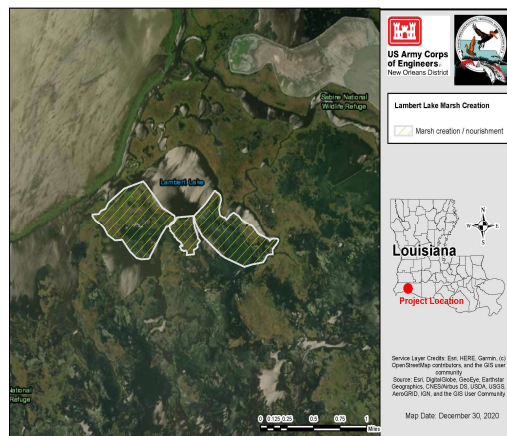 Sabine National
Wildlife Refuge
Lambert Lake
National
Refuge
0 0.125 0.25 0.5 0.75 1
Miles
US Army Corps
of Engineers®
New Orleans District
Lambert Lake Marsh Creation
Marsh creation / nourishment
N
W E
S
Louisiana
Project Location
Service Layer Credits: Esri, HERE, Garmin, (c)
OpenStreetMap contributors, and the GIS user
community
Source: Esri, DigitalGlobe, GeoEye, Earthstar
Geographics, CNES/Airbus DS, USDA, USGS,
AeroGRID, IGN, and the GIS User Community
Map Date: December 30, 2020